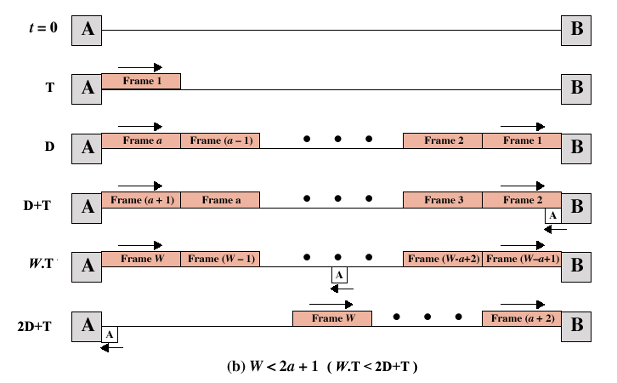 t = 0 A B
T A Frame 1 B
D A Frame a Frame (a – 1) Frame 2 Frame 1 B
D+T A Frame (a + 1) Frame a Frame 3 Frame 2 B
A
W.T A Frame W Frame (W – 1) Frame (W-a+2) Frame (W–a+1) B
A
2D+T A Frame W Frame (a + 2) B
A
(b) W < 2a + 1 ( W.T < 2D+T )